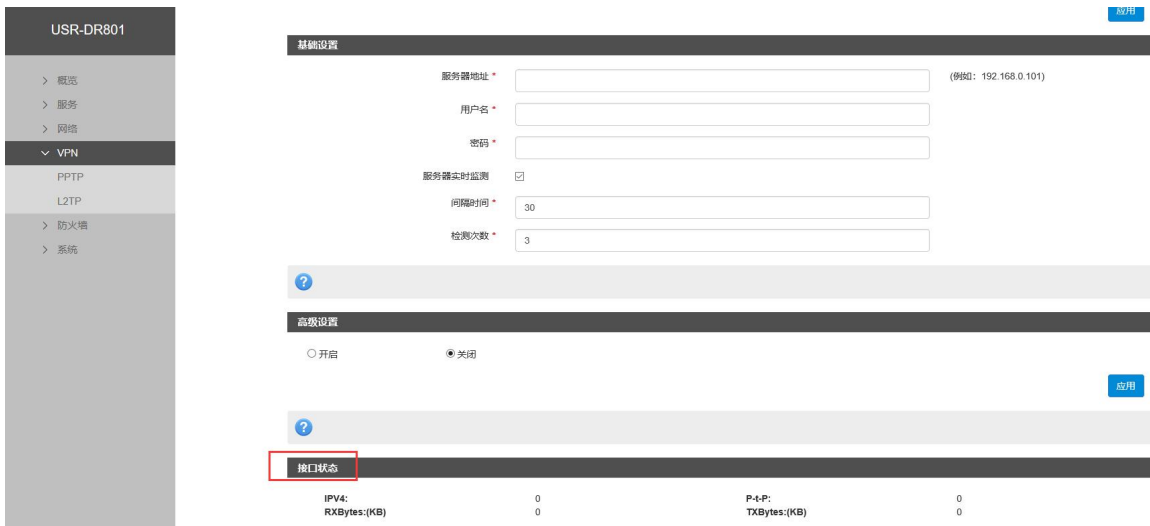 应用
USR-DR801
基础设置
服务器地址 * (例如：192.168.0.101)
用户名 *
密码 *
服务器实时监测
间隔时间 * 30
检测次数 * 3
概览
服务
网络
VPN
PPTP
L2TP
防火墙
系统
高级设置
开启 关闭
应用
接口状态
IPV4: 0 P-t-P: 0
RXBytes:(KB) 0 TXBytes:(KB) 0